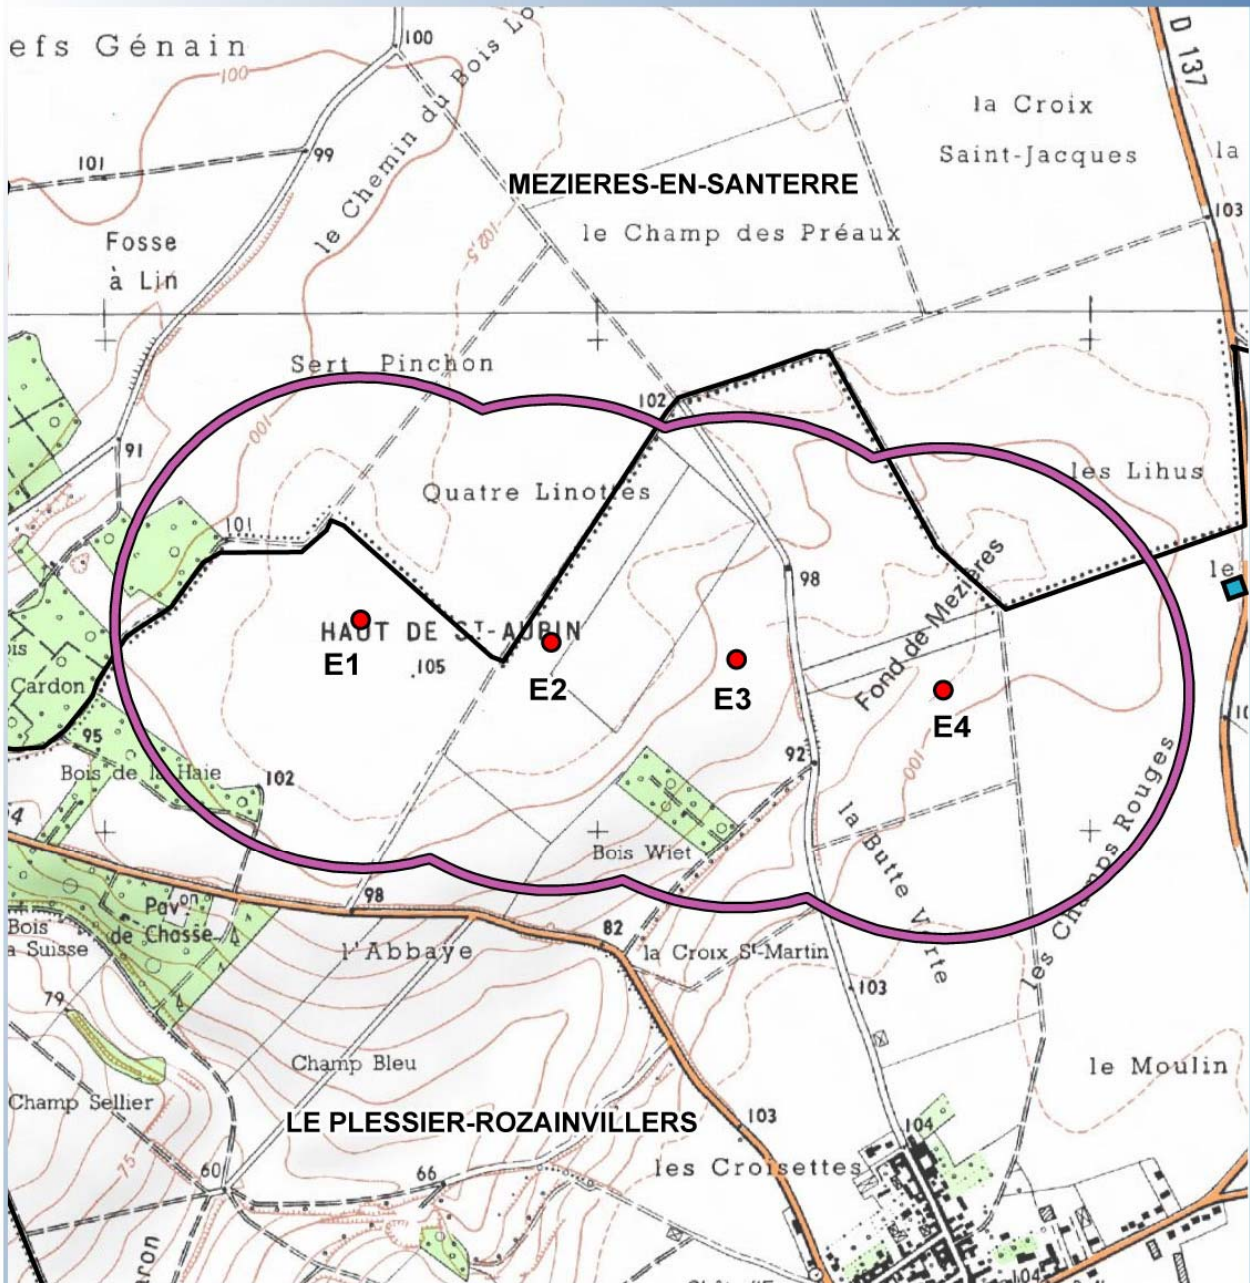 efs Génain
100
100
D 137
le Chemin du Bois
la Croix
Saint-Jacques
la
101
99
MEZIERES-EN-SANTERRE
103
le Champ des Préaux
Fosse
à Lin
102,5
Sert Pinchon
102
100
91
les Lihus
Quatre Linottes
101
98
le
Fond de Mezières
HAUT DE St-AUBIN
E1
.105
E2
E3
E4
Cardon
95
92
100
Bois de la Haie
102
les Champs Rouges
la Butte Verte
Bois Wiet
98
Pavon
de Chasse
Bois
a Suisse
82
l'Abbaye
la Croix St-Martin
103
79
Champ Bleu
le Moulin
Champ Sellier
LE PLESSIER-ROZAINVILLERS
103
104
75
60
66
les Croisettes
ron
104